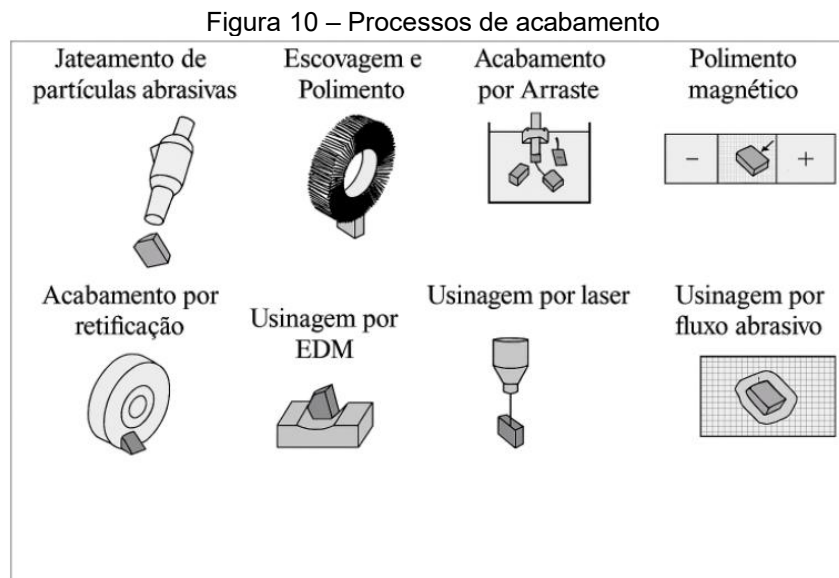 Figura 10 – Processos de acabamento
Jateamento de
partículas abrasivas
Escovagem e
Polimento
Acabamento
por Arraste
Polimento
magnético
−
+
Acabamento por
retificação
Usinagem por
EDM
Usinagem por laser
Usinagem por
fluxo abrasivo